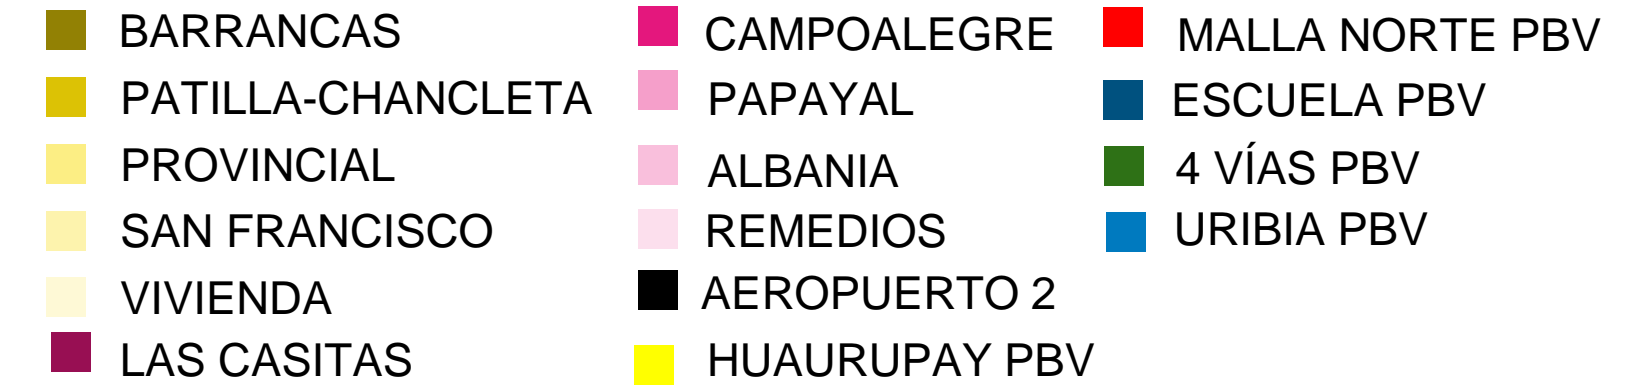 BARRANCAS
PATILLA-CHANCLETA
PROVINCIAL
SAN FRANCISCO
VIVIENDA
LAS CASITAS
CAMPOALEGRE
PAPAYAL
ALBANIA
REMEDIOS
AEROPUERTO 2
HUAURUPAY PBV
MALLA NORTE PBV
ESCUELA PBV
4 VÍAS PBV
URIBIA PBV